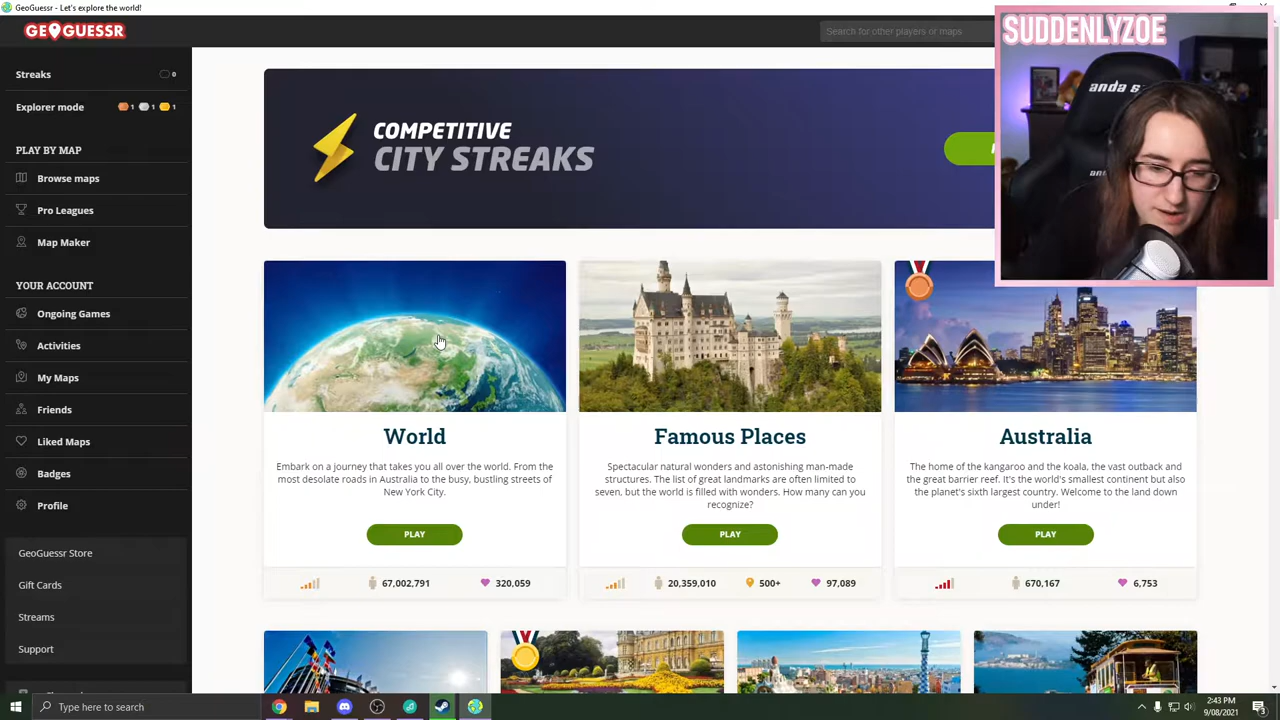 GeoGuessr - Let's explore the world!
GEOGUESSR
Search for other players or maps
SUDDENLYZOE
Streaks
0
Explorer mode
1
1
1
PLAY BY MAP
Browse maps
Pro Leagues
Map Maker
YOUR ACCOUNT
Ongoing Games
Activities
My Maps
Friends
Liked Maps
Badges
Profile
GeoGuessr Store
Gift Cards
Streams
Support
COMPETITIVE
CITY STREAKS
anda s
World
Embark on a journey that takes you all over the world. From the
most desolate roads in Australia to the busy, bustling streets of
New York City.
PLAY
67,002,791
320,059
Famous Places
Spectacular natural wonders and astonishing man-made
structures. The list of great landmarks are often limited to
seven, but the world is filled with wonders. How many can you
recognize?
PLAY
20,359,010
500+
97,089
Australia
The home of the kangaroo and the koala, the vast outback and
the great barrier reef. It's the world's smallest continent but also
the planet's sixth largest country. Welcome to the land down
under!
PLAY
670,167
6,753
Type here to search
2:43 PM
9/08/2021
3